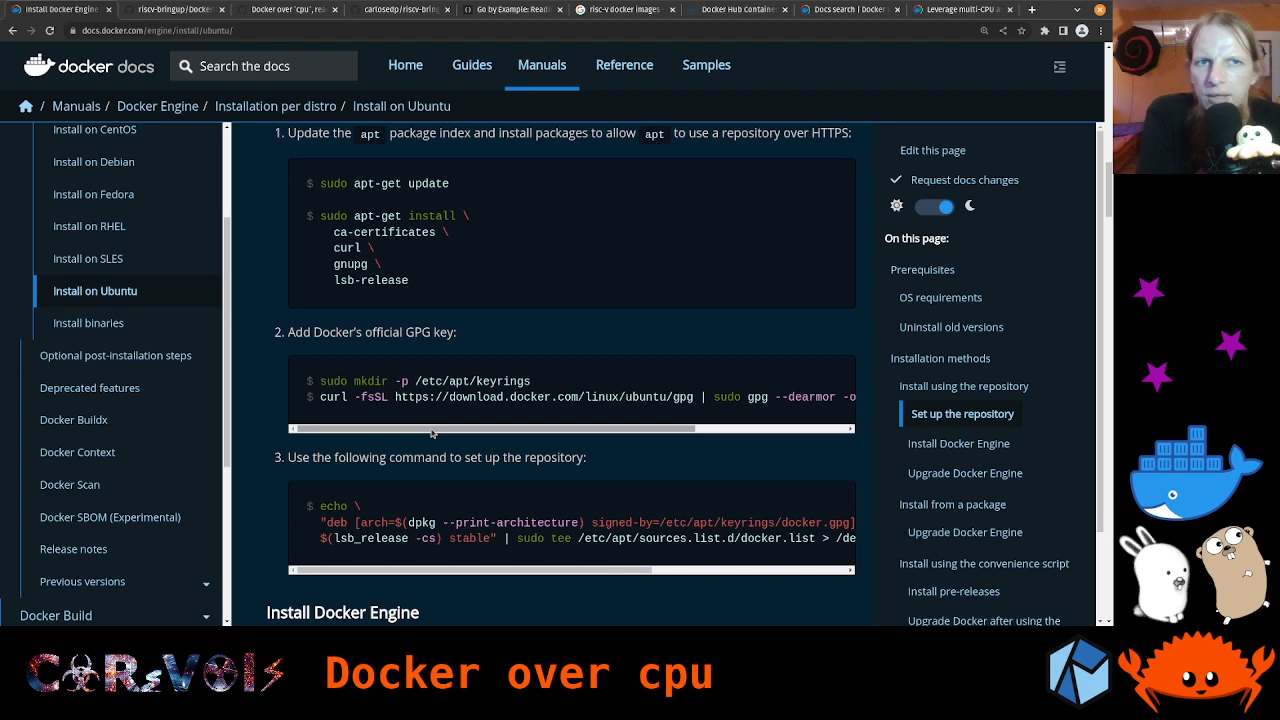 Install Docker Engine
riscv-bringup/Docker
Docker over 'cpu', rea
carlosedp/riscv-bring
Go by Example: Readi
risc-v docker images
Docker Hub Container
Docs search | Docker
Leverage multi-CPU a
docs.docker.com/engine/install/ubuntu/
docker docs
Search the docs
Home
Guides
Manuals
Reference
Samples
/ Manuals / Docker Engine / Installation per distro / Install on Ubuntu
Install on CentOS
Install on Debian
Install on Fedora
Install on RHEL
Install on SLES
Install on Ubuntu
Install binaries
Optional post-installation steps
Deprecated features
Docker Buildx
Docker Context
Docker Scan
Docker SBOM (Experimental)
Release notes
Previous versions
Docker Build
1. Update the apt package index and install packages to allow apt to use a repository over HTTPS:
$ sudo apt-get update
$ sudo apt-get install \
ca-certificates \
curl \
gnupg \
lsb-release
2. Add Docker's official GPG key:
$ sudo mkdir -p /etc/apt/keyrings
$ curl -fsSL https://download.docker.com/linux/ubuntu/gpg | sudo gpg --dearmor -o
3. Use the following command to set up the repository:
$ echo \
"deb [arch=$(dpkg --print-architecture) signed-by=/etc/apt/keyrings/docker.gpg]
$(lsb_release -cs) stable" | sudo tee /etc/apt/sources.list.d/docker.list > /de
Install Docker Engine
Edit this page
Request docs changes
On this page:
Prerequisites
OS requirements
Uninstall old versions
Installation methods
Install using the repository
Set up the repository
Install Docker Engine
Upgrade Docker Engine
Install from a package
Upgrade Docker Engine
Install using the convenience script
Install pre-releases
Upgrade Docker after using the
Docker over cpu